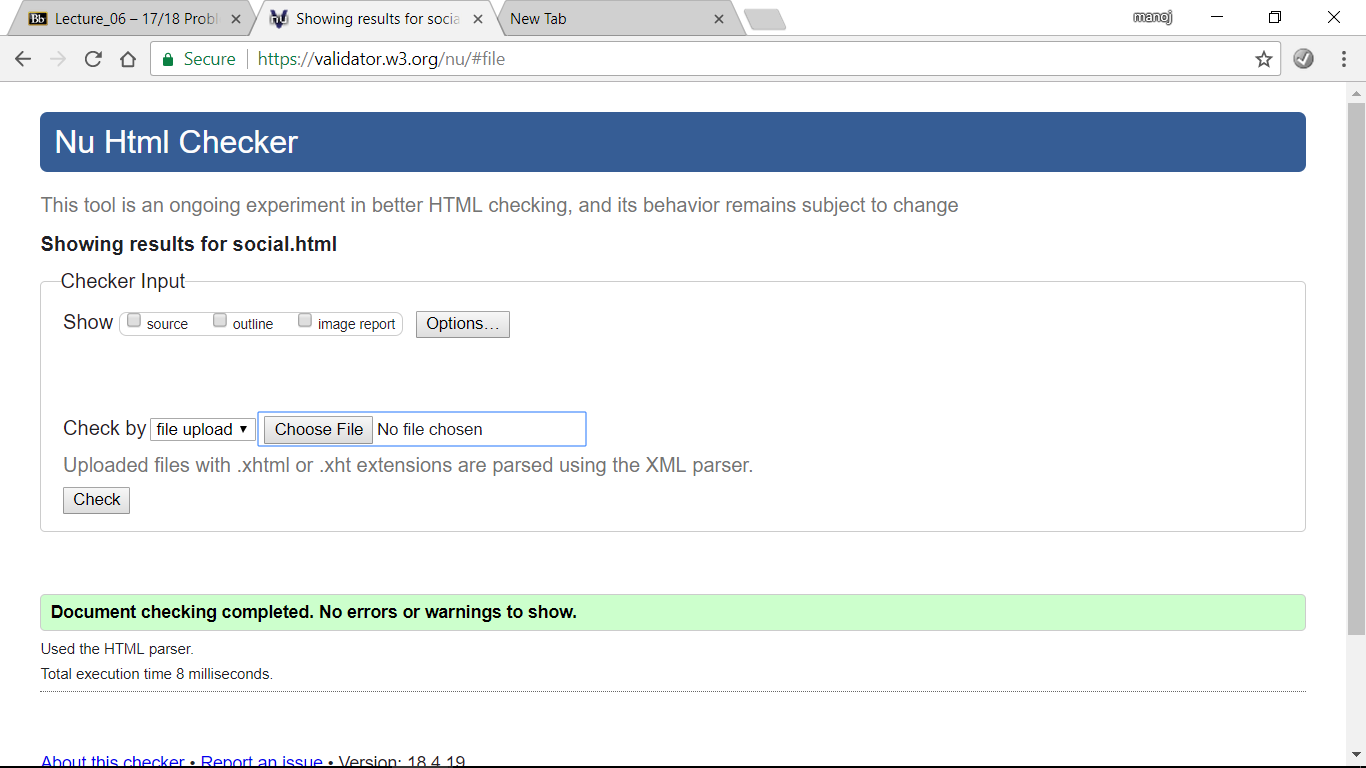 Bb Lecture_06 – 17/18 Probl
nu Showing results for socia
New Tab
manoj
Secure https://validator.w3.org/nu/#file
Nu Html Checker
This tool is an ongoing experiment in better HTML checking, and its behavior remains subject to change
Showing results for social.html
Checker Input
Show source outline image report Options...
Check by file upload Choose File No file chosen
Uploaded files with .xhtml or .xht extensions are parsed using the XML parser.
Check
Document checking completed. No errors or warnings to show.
Used the HTML parser.
Total execution time 8 milliseconds.
About this checker • Report an issue • Version: 18.4.19